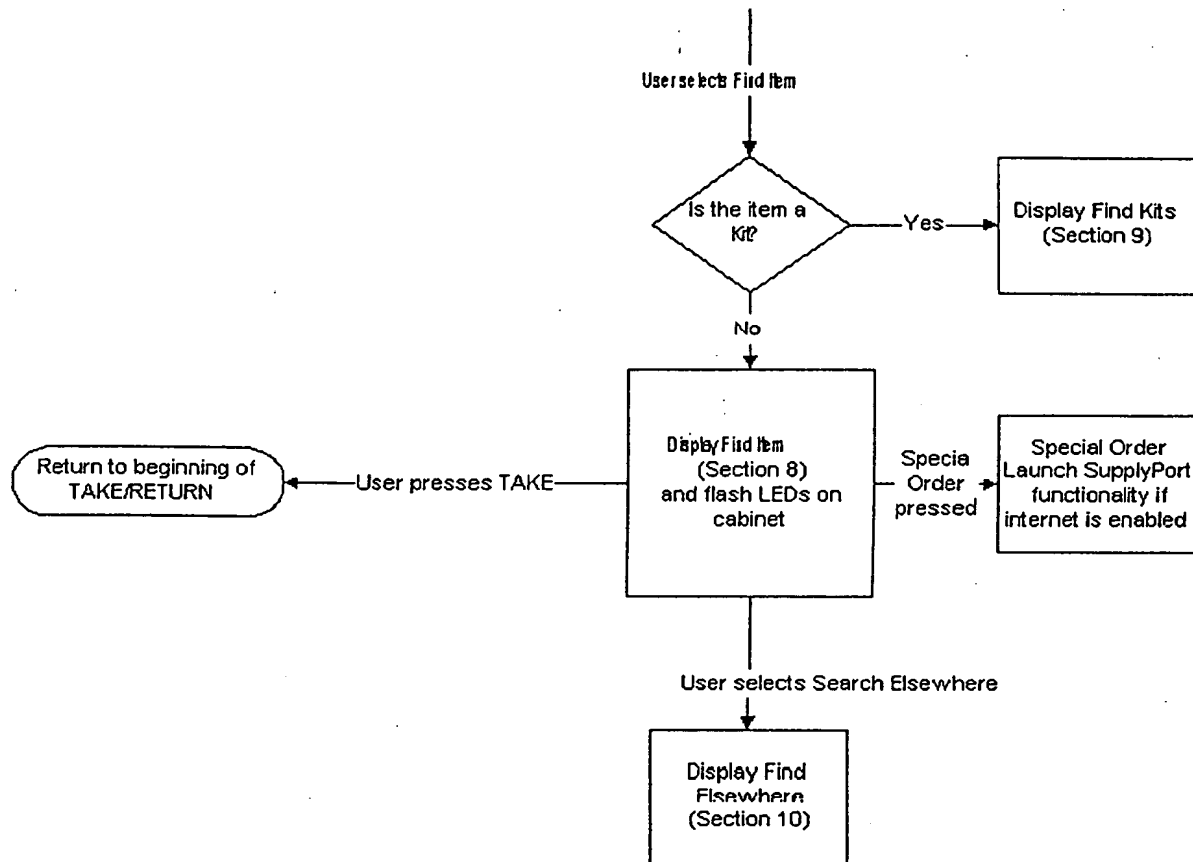 User selects Find Item
Is the item a
Kit?
Yes
Display Find Kits
(Section 9)
No
Display Find Item
(Section 8)
and flash LEDs on
cabinet
Return to beginning of
TAKE/RETURN
User presses TAKE
Specia
Order
pressed
Special Order
Launch SupplyPort
functionality if
internet is enabled
User selects Search Elsewhere
Display Find
Elsewhere
(Section 10)